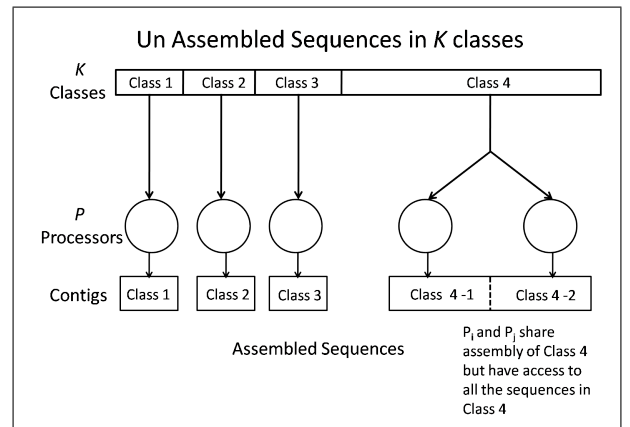 Un Assembled Sequences in K classes
K
Classes
Class 1 Class 2 Class 3 Class 4
P
Processors
Contigs
Class 1 Class 2 Class 3 Class 4 -1 Class 4 -2
Assembled Sequences
Pi and Pj share
assembly of Class 4
but have access to
all the sequences in
Class 4